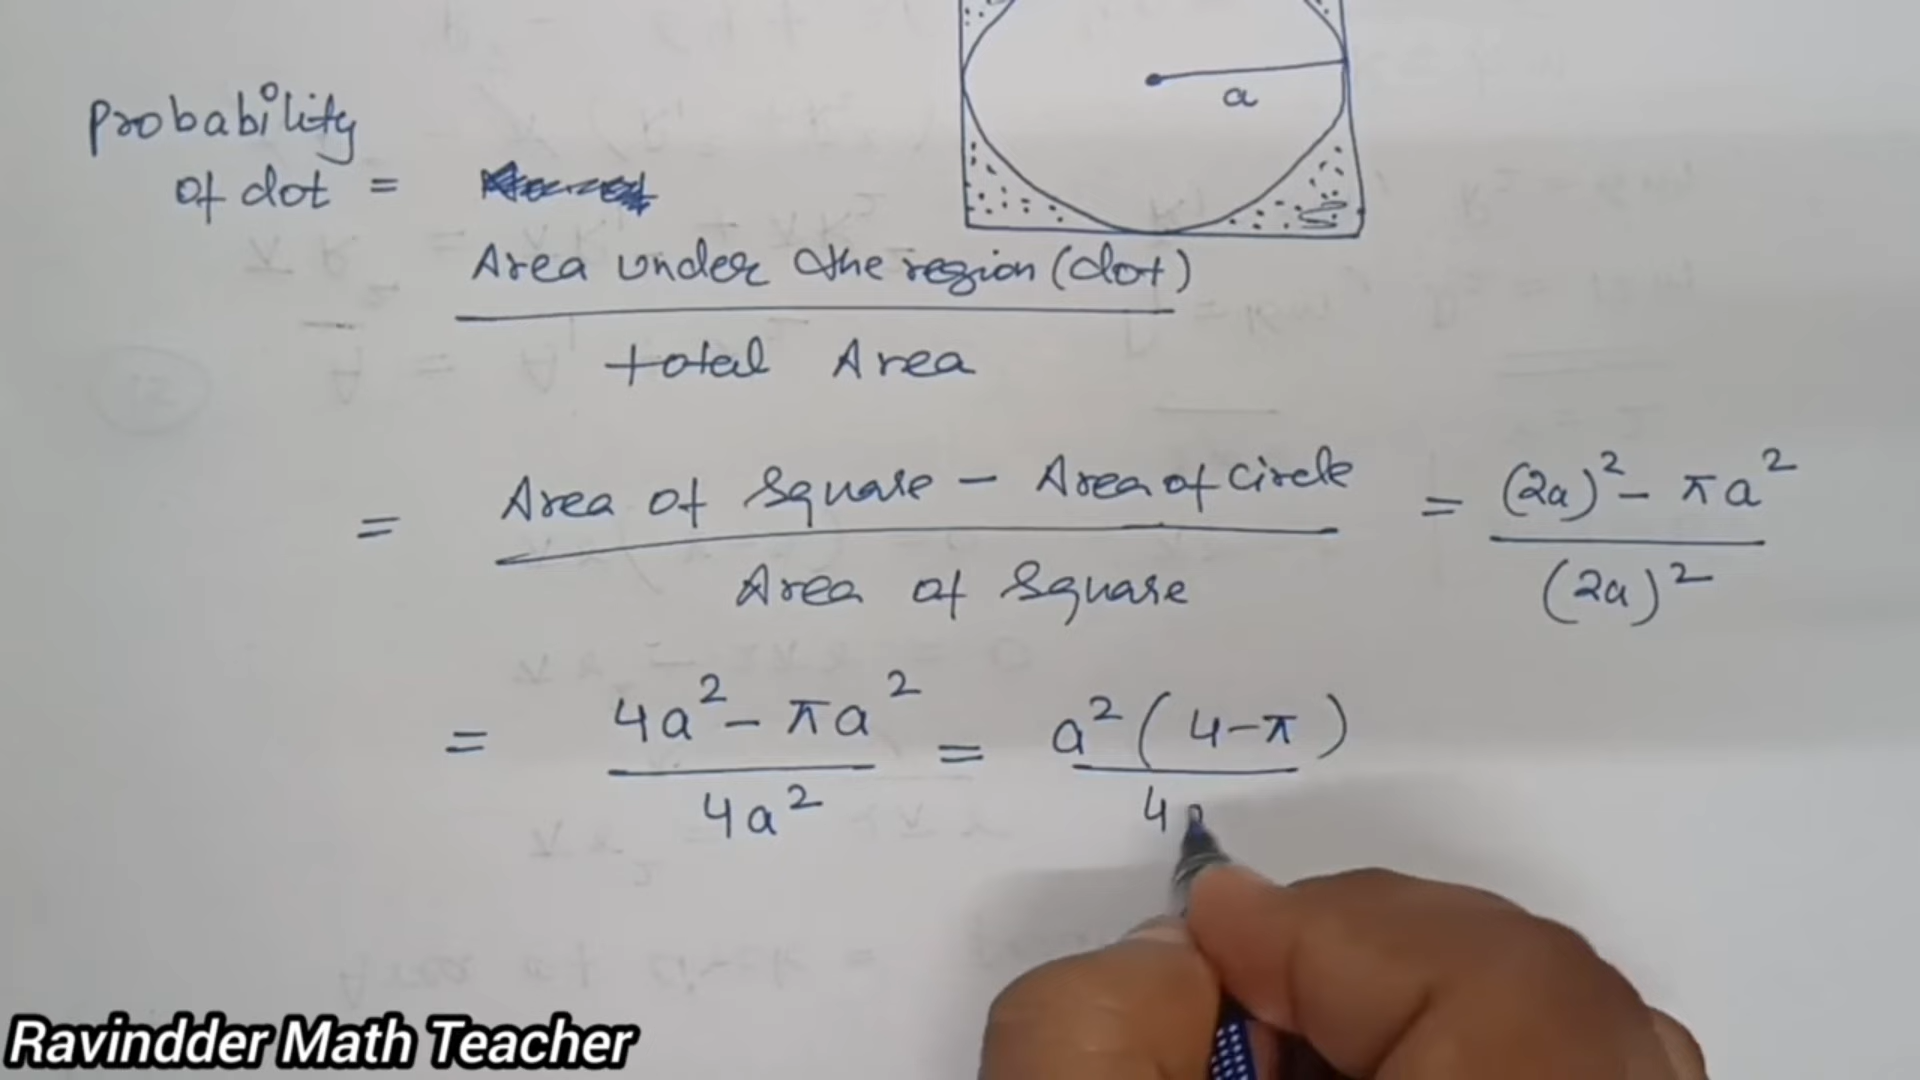 a
Probability
of dot =
Area under the region (dot)
total Area
= Area of Square - Area of Circle = (2a)² - πa²
Area of Square (2a)²
= 4a² - πa² = a² (4-π)
4a² 4
Ravindder Math Teacher